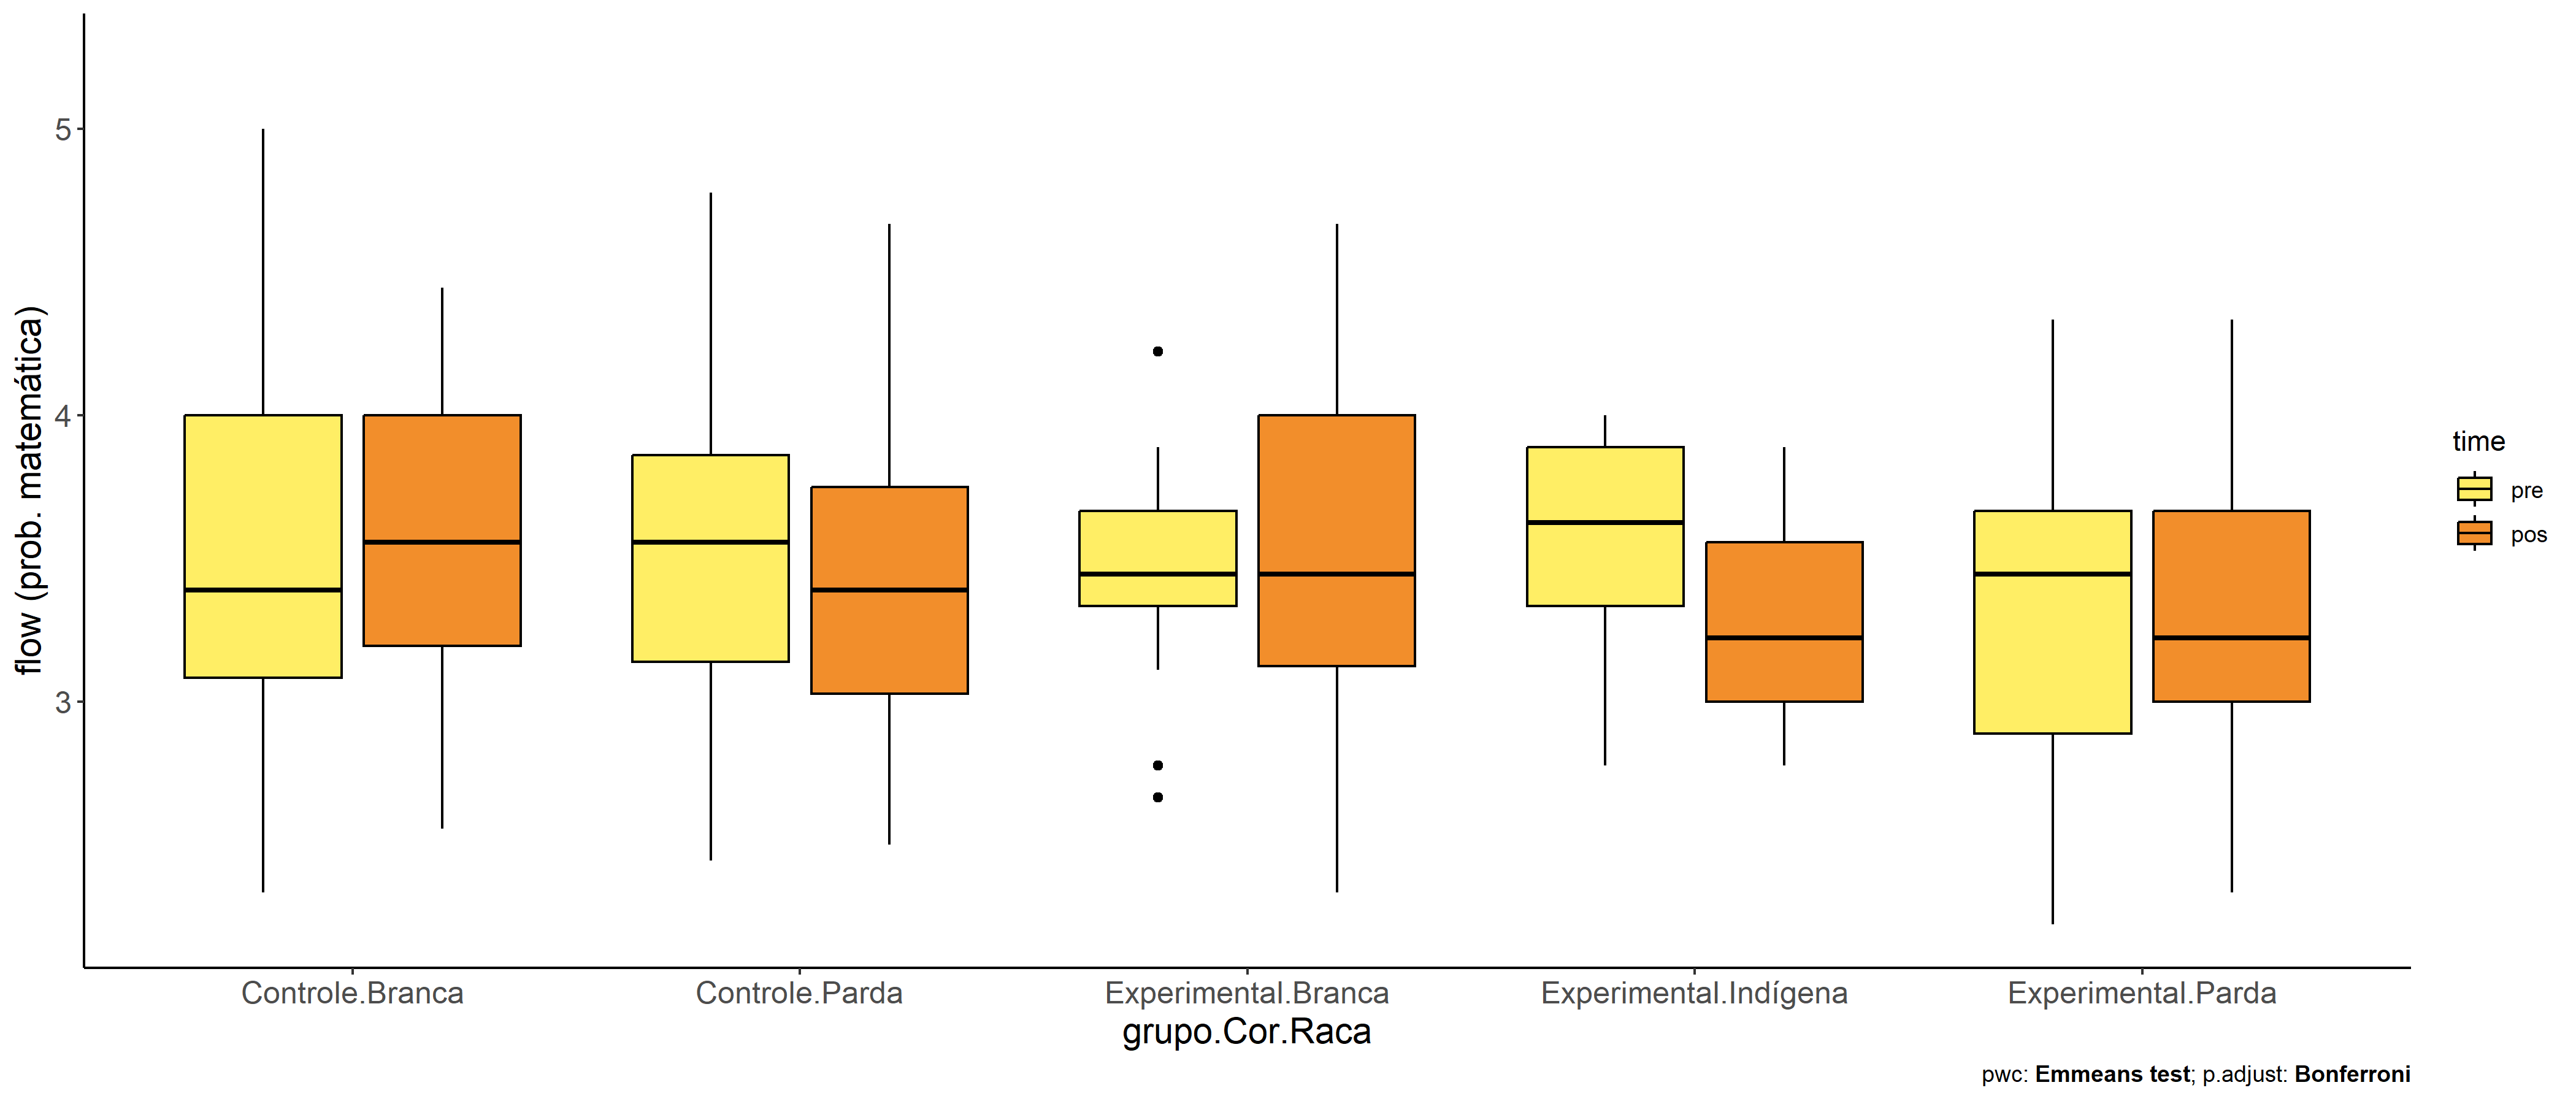 flow (prob. matemática)
5
4
3
Controle.Branca
Controle.Parda
Experimental.Branca
Experimental.Indígena
Experimental.Parda
grupo.Cor.Raca
time
pre
pos
pwc: Emmeans test; p.adjust: Bonferroni